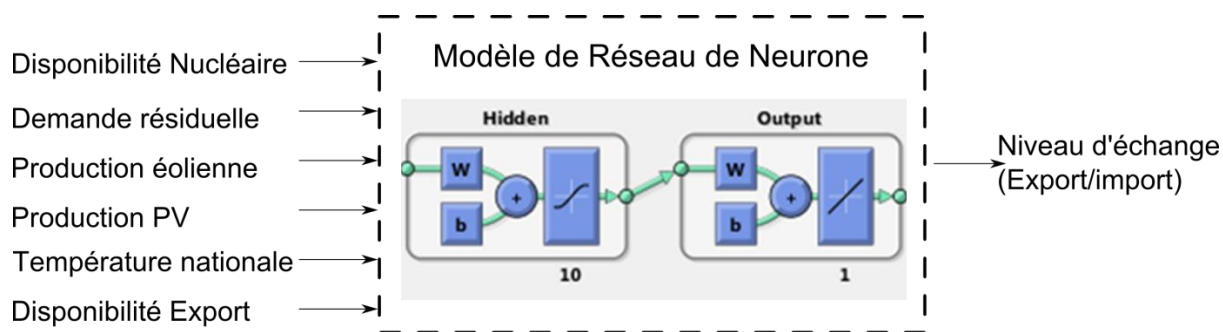 Modèle de Réseau de Neurone
Disponibilité Nucléaire
Demande résiduelle
Production éolienne
Production PV
Température nationale
Disponibilité Export
Hidden
W
+
b
10
Output
W
+
b
1
Niveau d'échange
(Export/import)